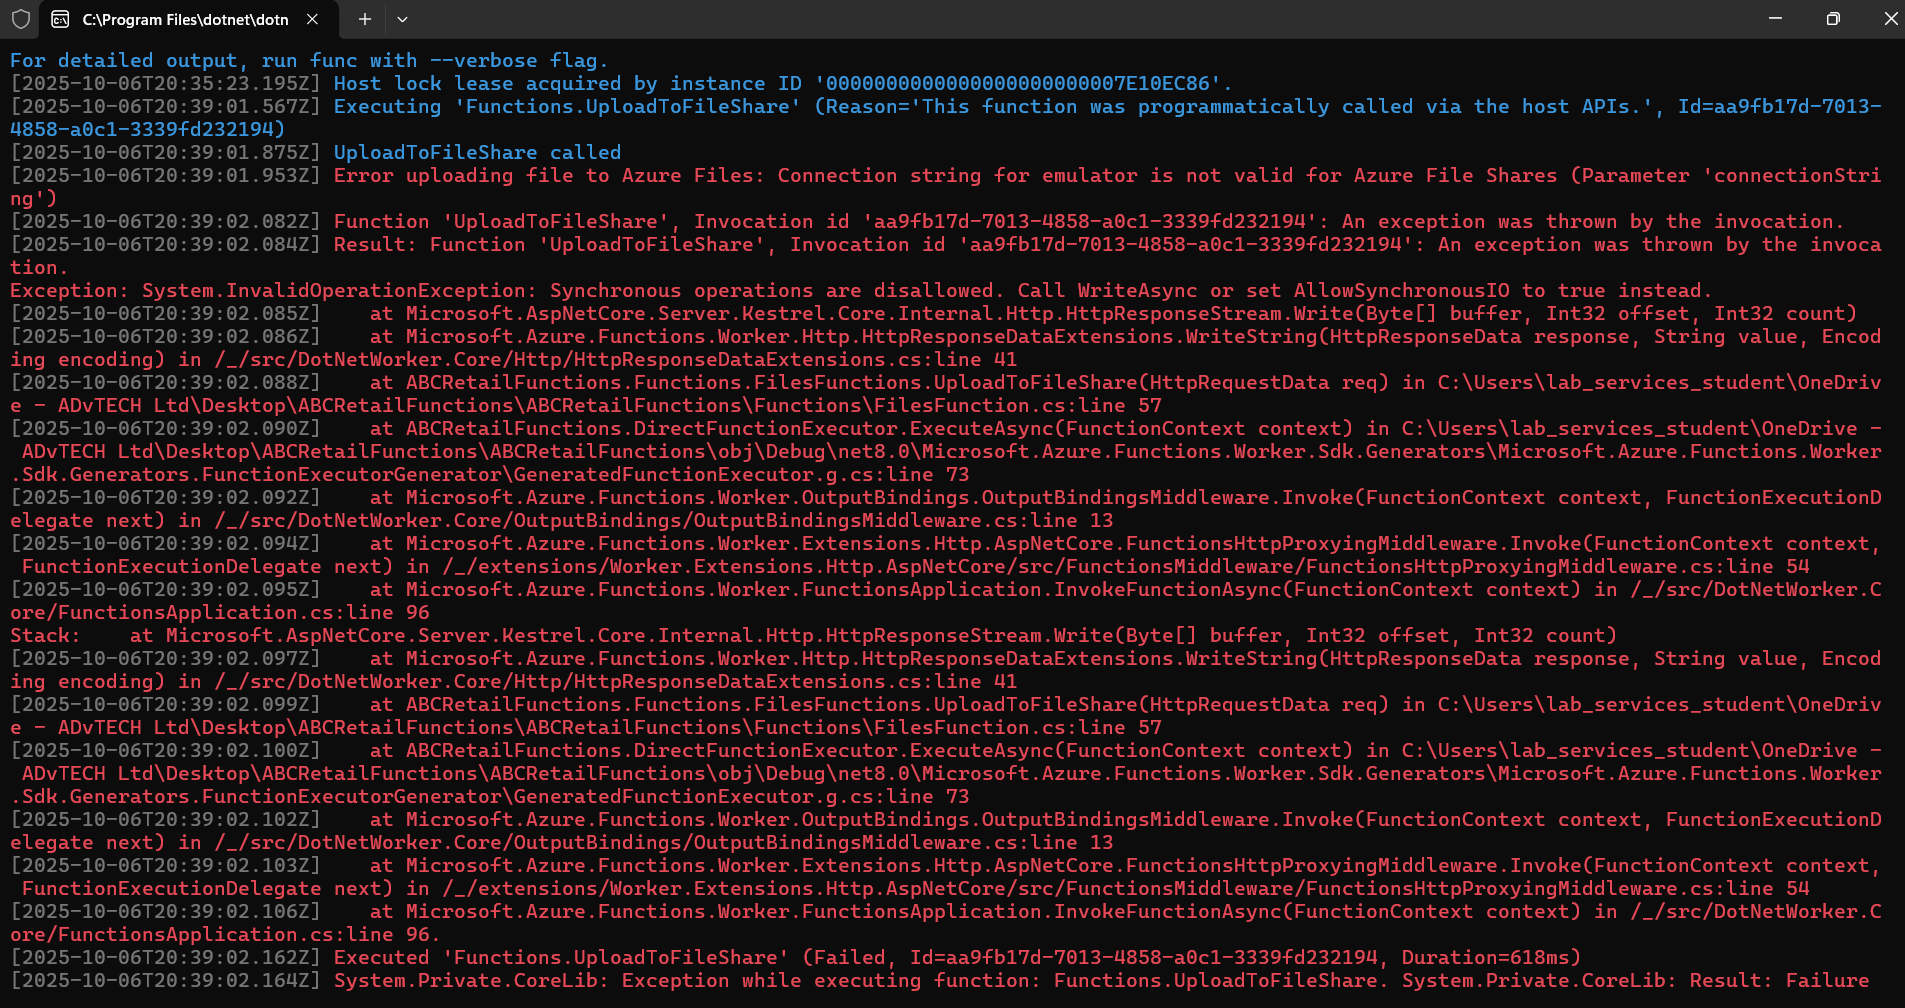 C:\Program Files\dotnet\dotn
For detailed output, run func with --verbose flag.
[2025-10-06T20:35:23.195Z] Host lock lease acquired by instance ID '0000000000000000000000007E10EC86'.
[2025-10-06T20:39:01.567Z] Executing 'Functions.UploadToFileShare' (Reason='This function was programmatically called via the host APIs.', Id=aa9fb17d-7013-
4858-a0c1-3339fd232194)
[2025-10-06T20:39:01.875Z] UploadToFileShare called
[2025-10-06T20:39:01.953Z] Error uploading file to Azure Files: Connection string for emulator is not valid for Azure File Shares (Parameter 'connectionStri
ng')
[2025-10-06T20:39:02.082Z] Function 'UploadToFileShare', Invocation id 'aa9fb17d-7013-4858-a0c1-3339fd232194': An exception was thrown by the invocation.
[2025-10-06T20:39:02.084Z] Result: Function 'UploadToFileShare', Invocation id 'aa9fb17d-7013-4858-a0c1-3339fd232194': An exception was thrown by the invoca
tion.
Exception: System.InvalidOperationException: Synchronous operations are disallowed. Call WriteAsync or set AllowSynchronousIO to true instead.
[2025-10-06T20:39:02.085Z]    at Microsoft.AspNetCore.Server.Kestrel.Core.Internal.Http.HttpResponseStream.Write(Byte[] buffer, Int32 offset, Int32 count)
[2025-10-06T20:39:02.086Z]    at Microsoft.Azure.Functions.Worker.Http.HttpResponseDataExtensions.WriteString(HttpResponseData response, String value, Encod
ing encoding) in /_/src/DotNetWorker.Core/Http/HttpResponseDataExtensions.cs:line 41
[2025-10-06T20:39:02.088Z]    at ABCRetailFunctions.Functions.FilesFunctions.UploadToFileShare(HttpRequestData req) in C:\Users\lab_services_student\OneDriv
e - ADvTECH Ltd\Desktop\ABCRetailFunctions\ABCRetailFunctions\Functions\FilesFunction.cs:line 57
[2025-10-06T20:39:02.090Z]    at ABCRetailFunctions.DirectFunctionExecutor.ExecuteAsync(FunctionContext context) in C:\Users\lab_services_student\OneDrive -
 ADvTECH Ltd\Desktop\ABCRetailFunctions\ABCRetailFunctions\obj\Debug\net8.0\Microsoft.Azure.Functions.Worker.Sdk.Generators\Microsoft.Azure.Functions.Worker
.Sdk.Generators.FunctionExecutorGenerator\GeneratedFunctionExecutor.g.cs:line 73
[2025-10-06T20:39:02.092Z]    at Microsoft.Azure.Functions.Worker.OutputBindings.OutputBindingsMiddleware.Invoke(FunctionContext context, FunctionExecutionD
elegate next) in /_/src/DotNetWorker.Core/OutputBindings/OutputBindingsMiddleware.cs:line 13
[2025-10-06T20:39:02.094Z]    at Microsoft.Azure.Functions.Worker.Extensions.Http.AspNetCore.FunctionsHttpProxyingMiddleware.Invoke(FunctionContext context,
 FunctionExecutionDelegate next) in /_/extensions/Worker.Extensions.Http.AspNetCore/src/FunctionsMiddleware/FunctionsHttpProxyingMiddleware.cs:line 54
[2025-10-06T20:39:02.095Z]    at Microsoft.Azure.Functions.Worker.FunctionsApplication.InvokeFunctionAsync(FunctionContext context) in /_/src/DotNetWorker.C
ore/FunctionsApplication.cs:line 96
Stack:    at Microsoft.AspNetCore.Server.Kestrel.Core.Internal.Http.HttpResponseStream.Write(Byte[] buffer, Int32 offset, Int32 count)
[2025-10-06T20:39:02.097Z]    at Microsoft.Azure.Functions.Worker.Http.HttpResponseDataExtensions.WriteString(HttpResponseData response, String value, Encod
ing encoding) in /_/src/DotNetWorker.Core/Http/HttpResponseDataExtensions.cs:line 41
[2025-10-06T20:39:02.099Z]    at ABCRetailFunctions.Functions.FilesFunctions.UploadToFileShare(HttpRequestData req) in C:\Users\lab_services_student\OneDriv
e - ADvTECH Ltd\Desktop\ABCRetailFunctions\ABCRetailFunctions\Functions\FilesFunction.cs:line 57
[2025-10-06T20:39:02.100Z]    at ABCRetailFunctions.DirectFunctionExecutor.ExecuteAsync(FunctionContext context) in C:\Users\lab_services_student\OneDrive -
 ADvTECH Ltd\Desktop\ABCRetailFunctions\ABCRetailFunctions\obj\Debug\net8.0\Microsoft.Azure.Functions.Worker.Sdk.Generators\Microsoft.Azure.Functions.Worker
.Sdk.Generators.FunctionExecutorGenerator\GeneratedFunctionExecutor.g.cs:line 73
[2025-10-06T20:39:02.102Z]    at Microsoft.Azure.Functions.Worker.OutputBindings.OutputBindingsMiddleware.Invoke(FunctionContext context, FunctionExecutionD
elegate next) in /_/src/DotNetWorker.Core/OutputBindings/OutputBindingsMiddleware.cs:line 13
[2025-10-06T20:39:02.103Z]    at Microsoft.Azure.Functions.Worker.Extensions.Http.AspNetCore.FunctionsHttpProxyingMiddleware.Invoke(FunctionContext context,
 FunctionExecutionDelegate next) in /_/extensions/Worker.Extensions.Http.AspNetCore/src/FunctionsMiddleware/FunctionsHttpProxyingMiddleware.cs:line 54
[2025-10-06T20:39:02.106Z]    at Microsoft.Azure.Functions.Worker.FunctionsApplication.InvokeFunctionAsync(FunctionContext context) in /_/src/DotNetWorker.C
ore/FunctionsApplication.cs:line 96.
[2025-10-06T20:39:02.162Z] Executed 'Functions.UploadToFileShare' (Failed, Id=aa9fb17d-7013-4858-a0c1-3339fd232194, Duration=618ms)
[2025-10-06T20:39:02.164Z] System.Private.CoreLib: Exception while executing function: Functions.UploadToFileShare. System.Private.CoreLib: Result: Failure